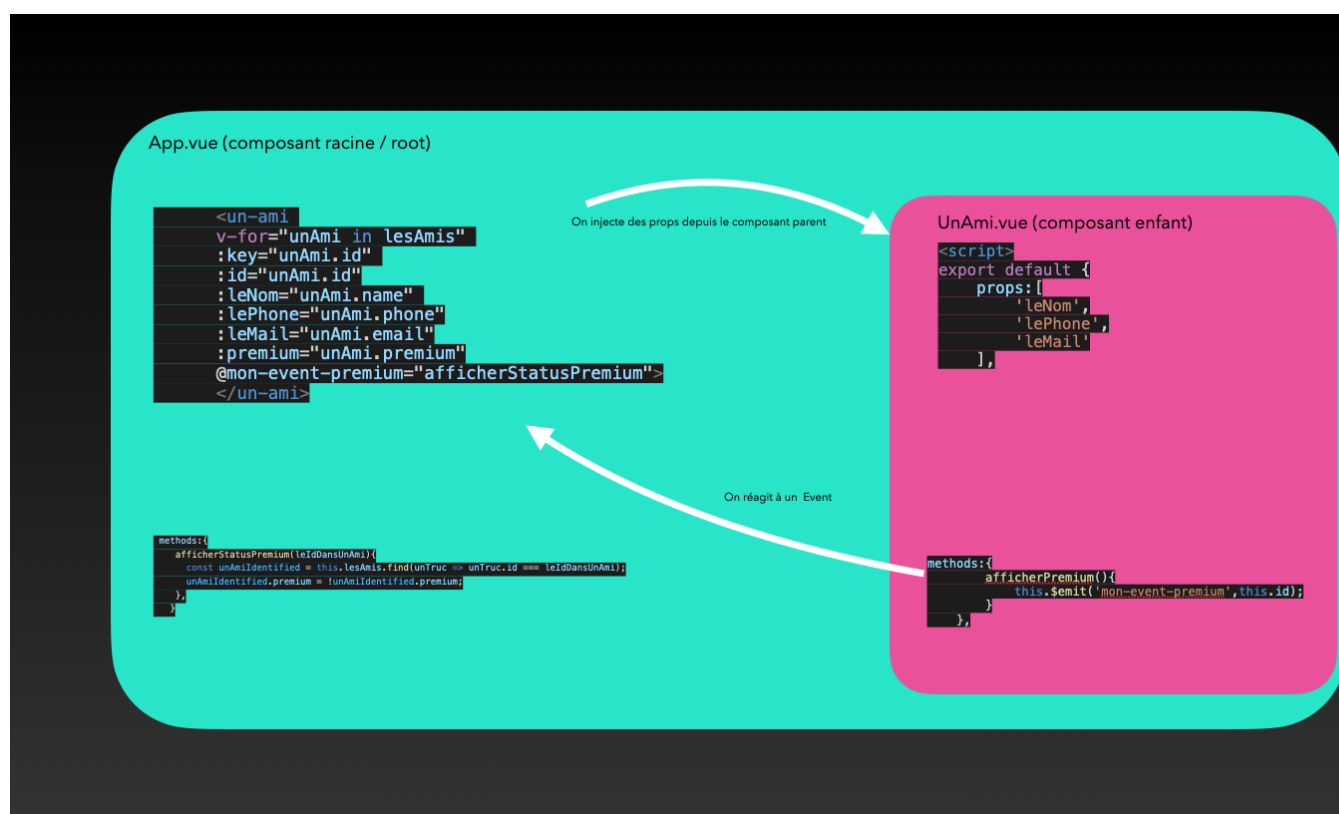 App.vue (composant racine / root)
<un-ami
v-for="unAmi in lesAmis"
:key="unAmi.id"
:id="unAmi.id"
:leNom="unAmi.name"
:lePhone="unAmi.phone"
:leMail="unAmi.email"
:premium="unAmi.premium"
@mon-event-premium="afficherStatusPremium">
</un-ami>
On injecte des props depuis le composant parent
UnAmi.vue (composant enfant)
<script>
export default {
props:[
'leNom',
'lePhone',
'leMail'
],
On réagit à un Event
methods:{
afficherStatusPremium(leIdDansUnAmi){
const unAmiIdentified = this.lesAmis.find(unTruc => unTruc.id === leIdDansUnAmi);
unAmiIdentified.premium = !unAmiIdentified.premium;
},
}
methods:{
afficherPremium(){
this.$emit('mon-event-premium',this.id);
}
},